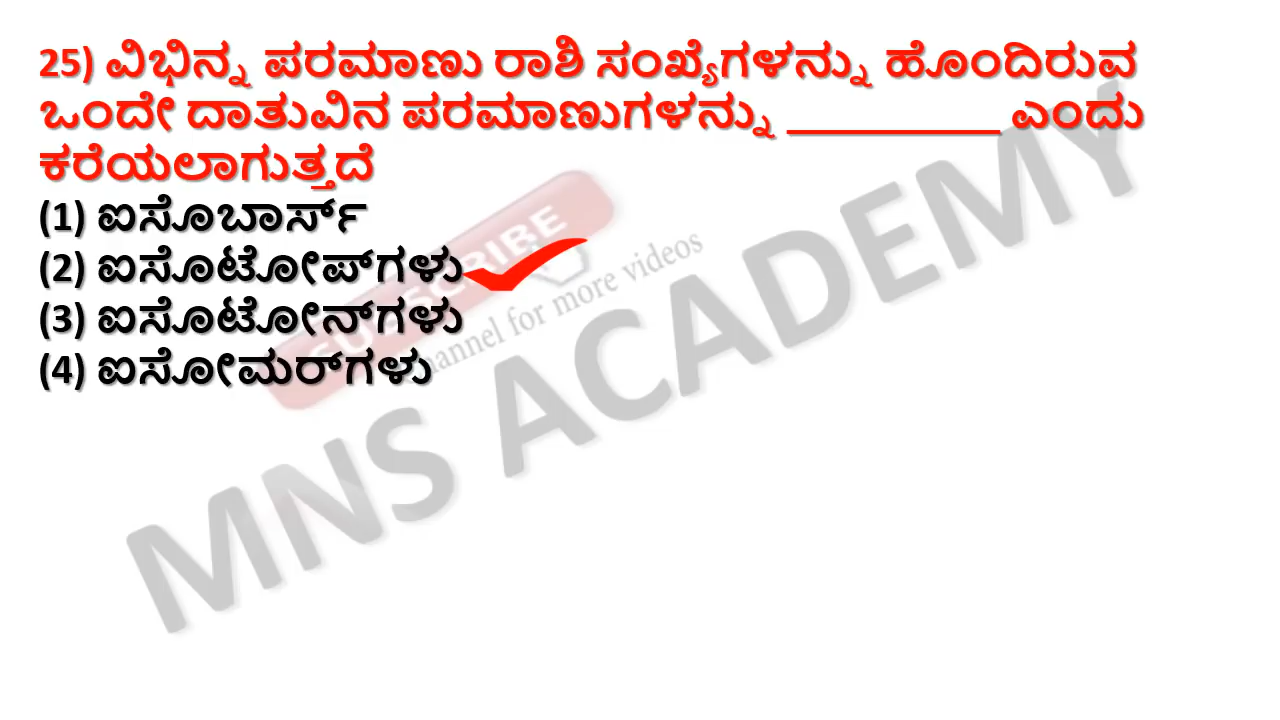 25) ವಿಭಿನ್ನ ಪರಮಾಣು ರಾಶಿ ಸಂಖ್ಯೆಗಳನ್ನು ಹೊಂದಿರುವ
ಒಂದೇ ದಾತುವಿನ ಪರಮಾಣುಗಳನ್ನು __________ ಎಂದು
ಕರೆಯಲಾಗುತ್ತದೆ
(1) ಐಸೊಬಾರ್ಸ್
(2) ಐಸೊಟೋಪ್‌ಗಳು
(3) ಐಸೊಟೋನ್‌ಗಳು
(4) ಐಸೋಮರ್‌ಗಳು
SUBSCRIBE
channel for more videos
MNS ACADEMY